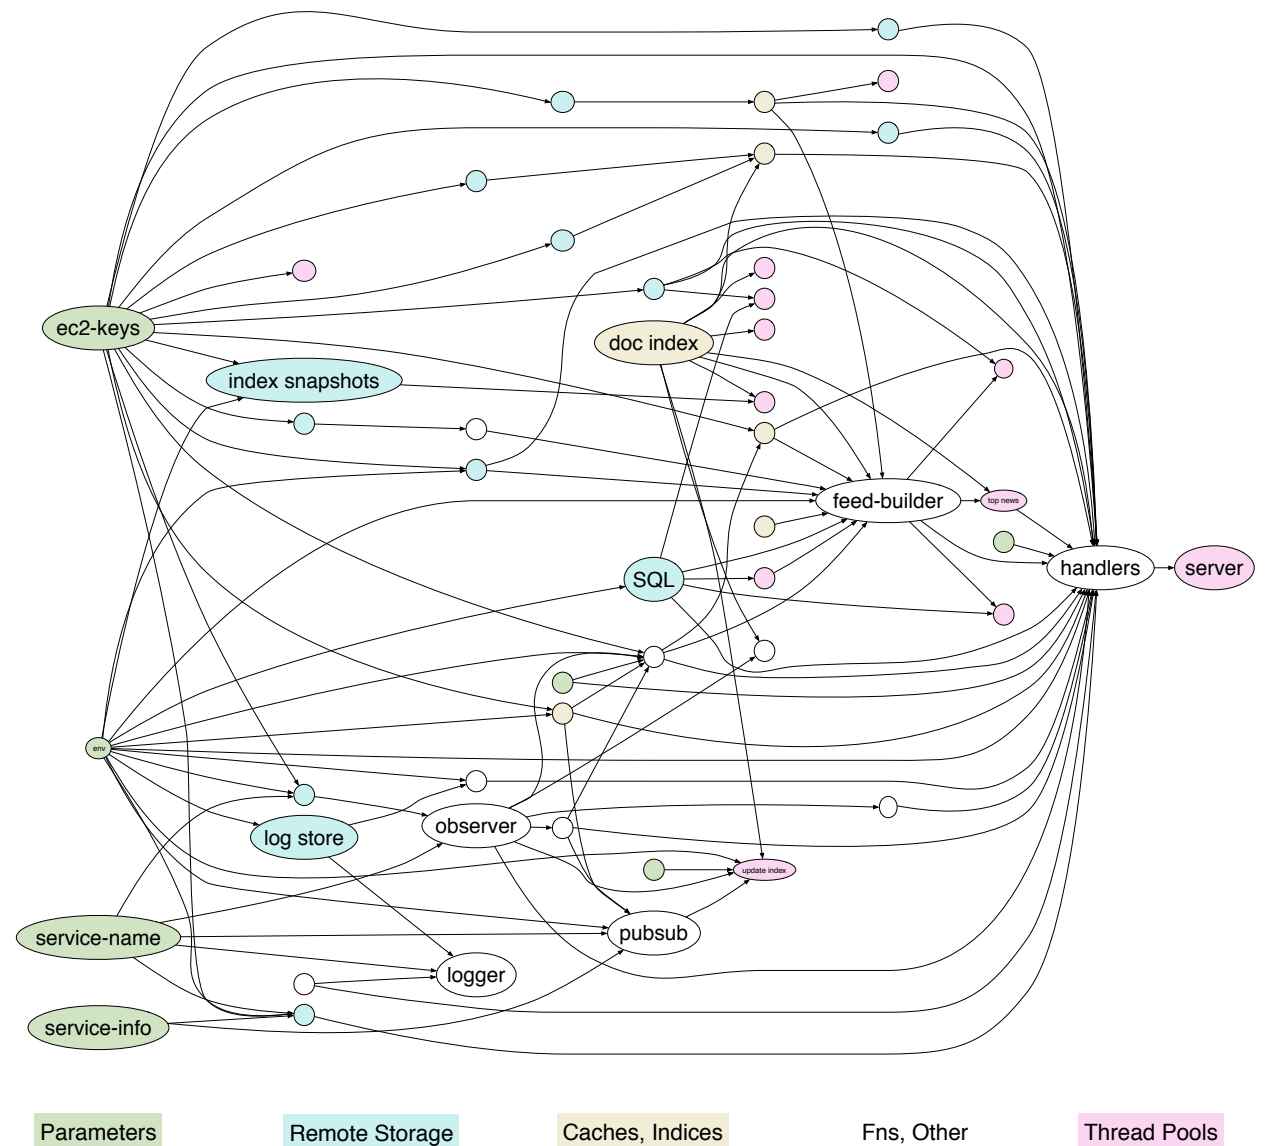 ec2-keys
doc index
index snapshots
feed-builder
top news
handlers
server
SQL
env
observer
log store
update index
service-name
pubsub
logger
service-info
Parameters
Remote Storage
Caches, Indices
Fns, Other
Thread Pools